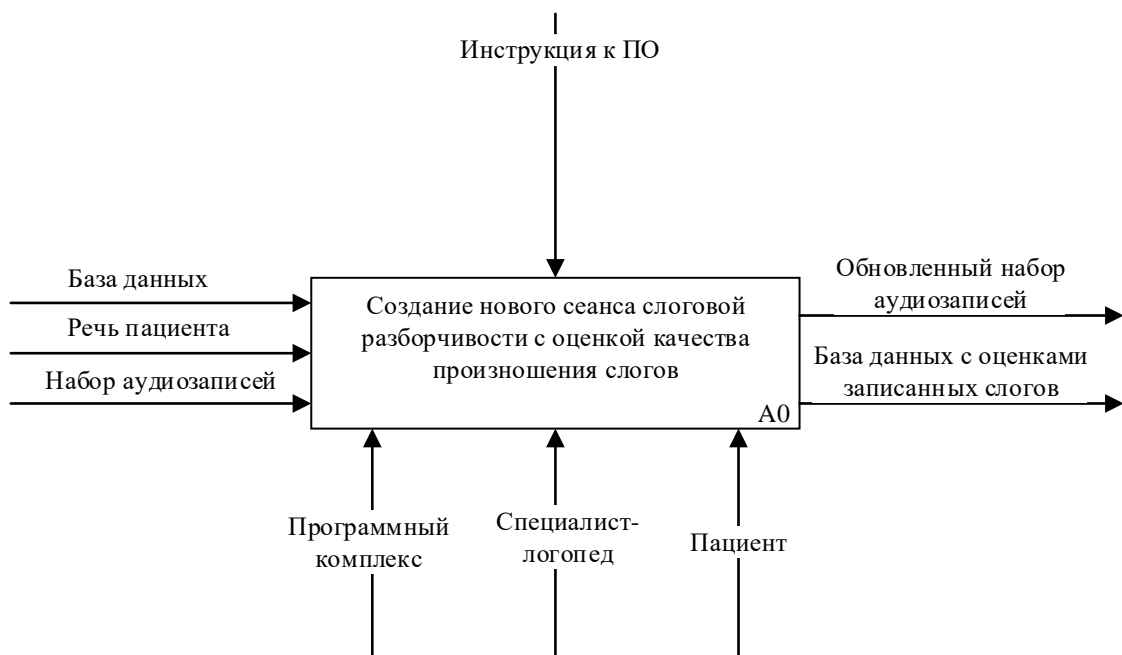 Инструкция к ПО
База данных
Речь пациента
Набор аудиозаписей
Создание нового сеанса слоговой
разборчивости с оценкой качества
произношения слогов
A0
Обновленный набор
аудиозаписей
База данных с оценками
записанных слогов
Программный
комплекс
Специалист-
логопед
Пациент